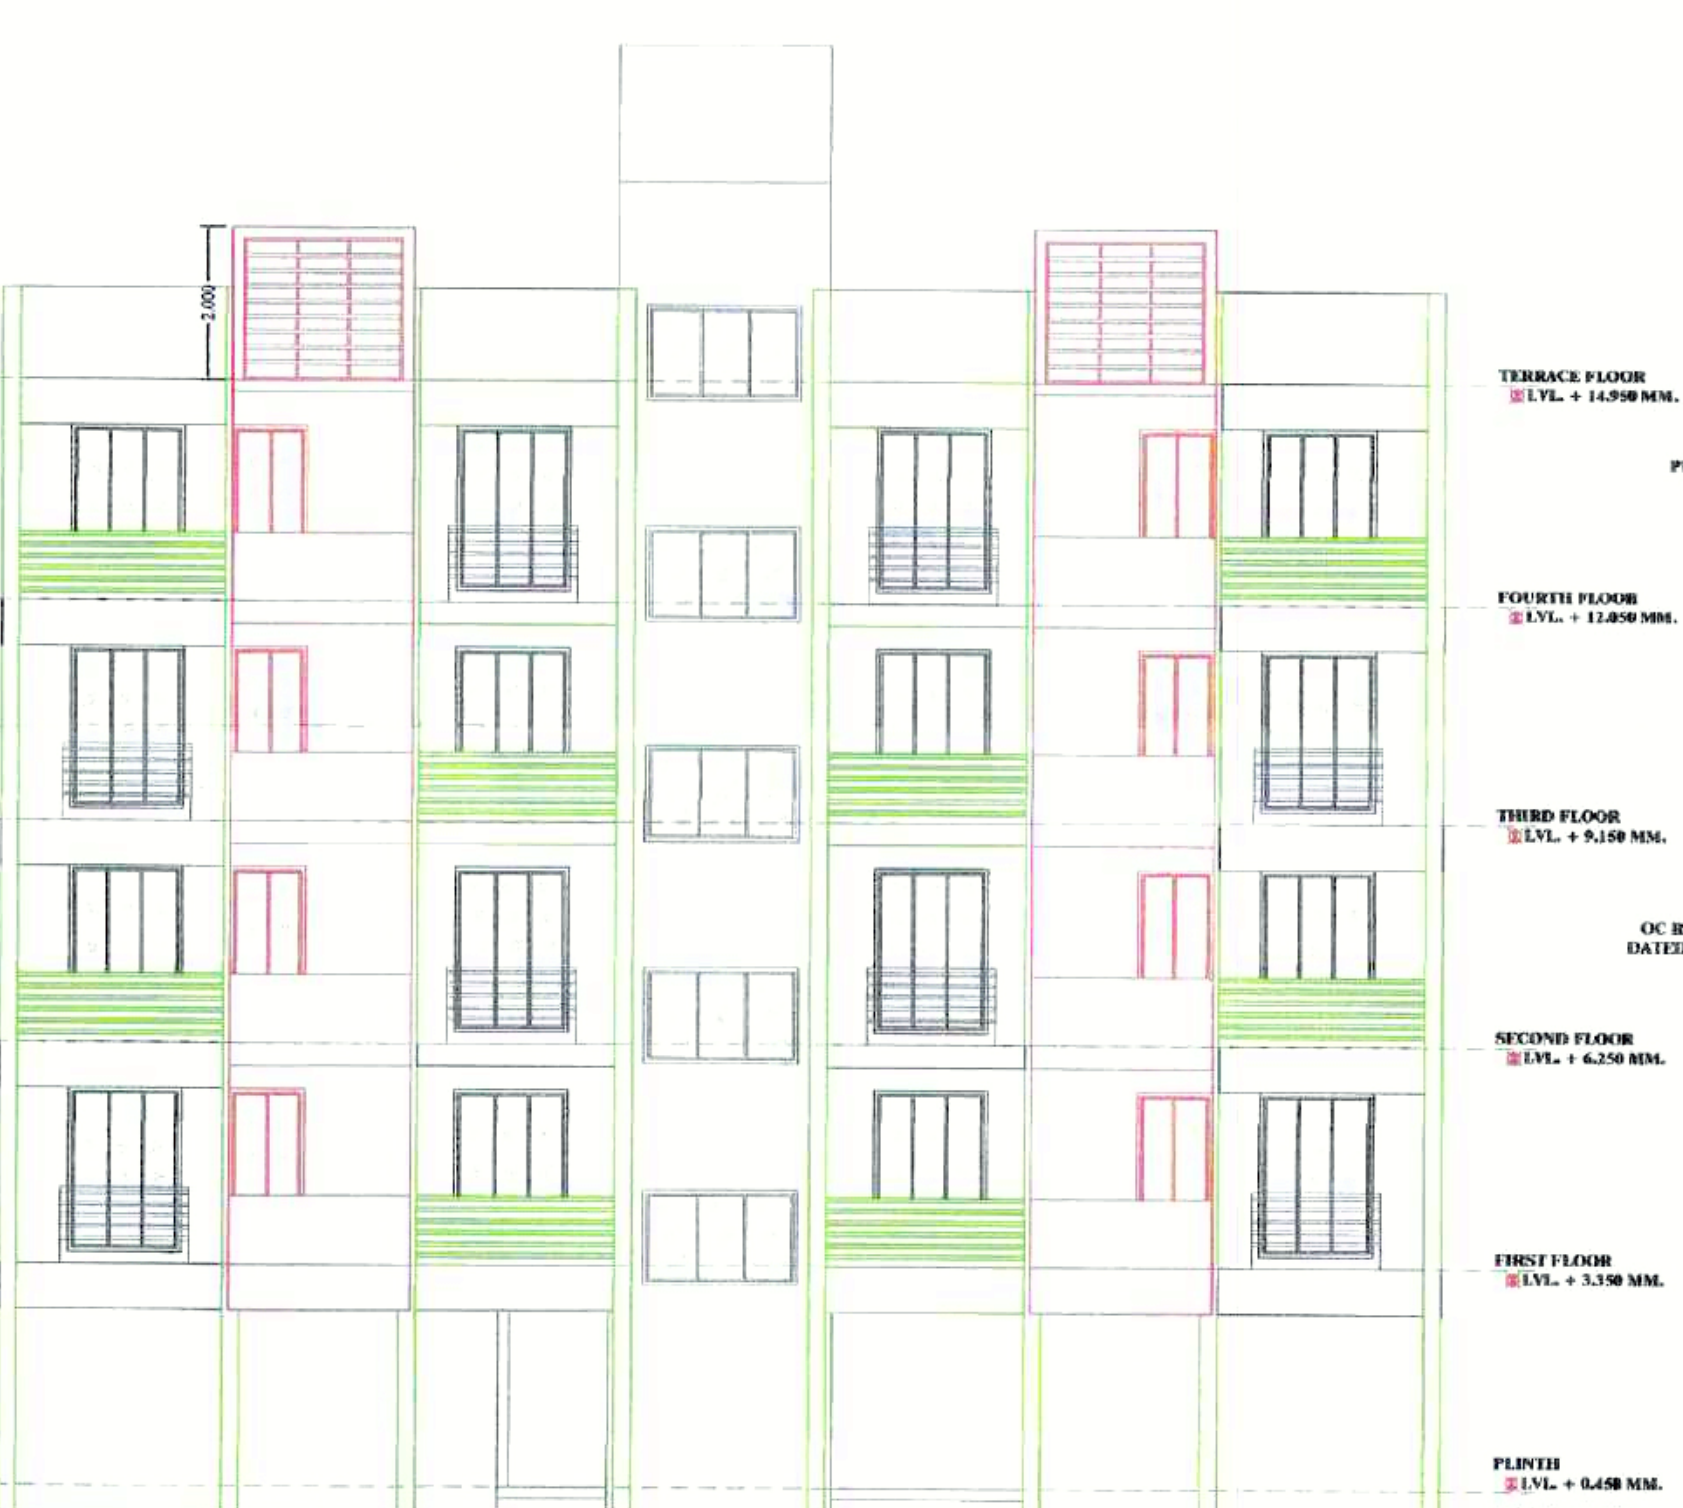 2.000
TERRACE FLOOR
LVL. + 14.950 MM.
FOURTH FLOOR
LVL. + 12.050 MM.
THIRD FLOOR
LVL. + 9.150 MM.
OC
DATED
SECOND FLOOR
LVL. + 6.250 MM.
FIRST FLOOR
LVL. + 3.350 MM.
PLINTH
LVL. + 0.450 MM.